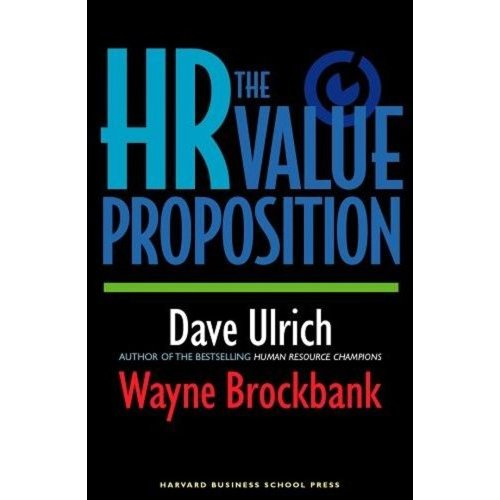 THE
HR VALUE
PROPOSITION
Dave Ulrich
AUTHOR OF THE BESTSELLING HUMAN RESOURCE CHAMPIONS
Wayne Brockbank
HARVARD BUSINESS SCHOOL PRESS